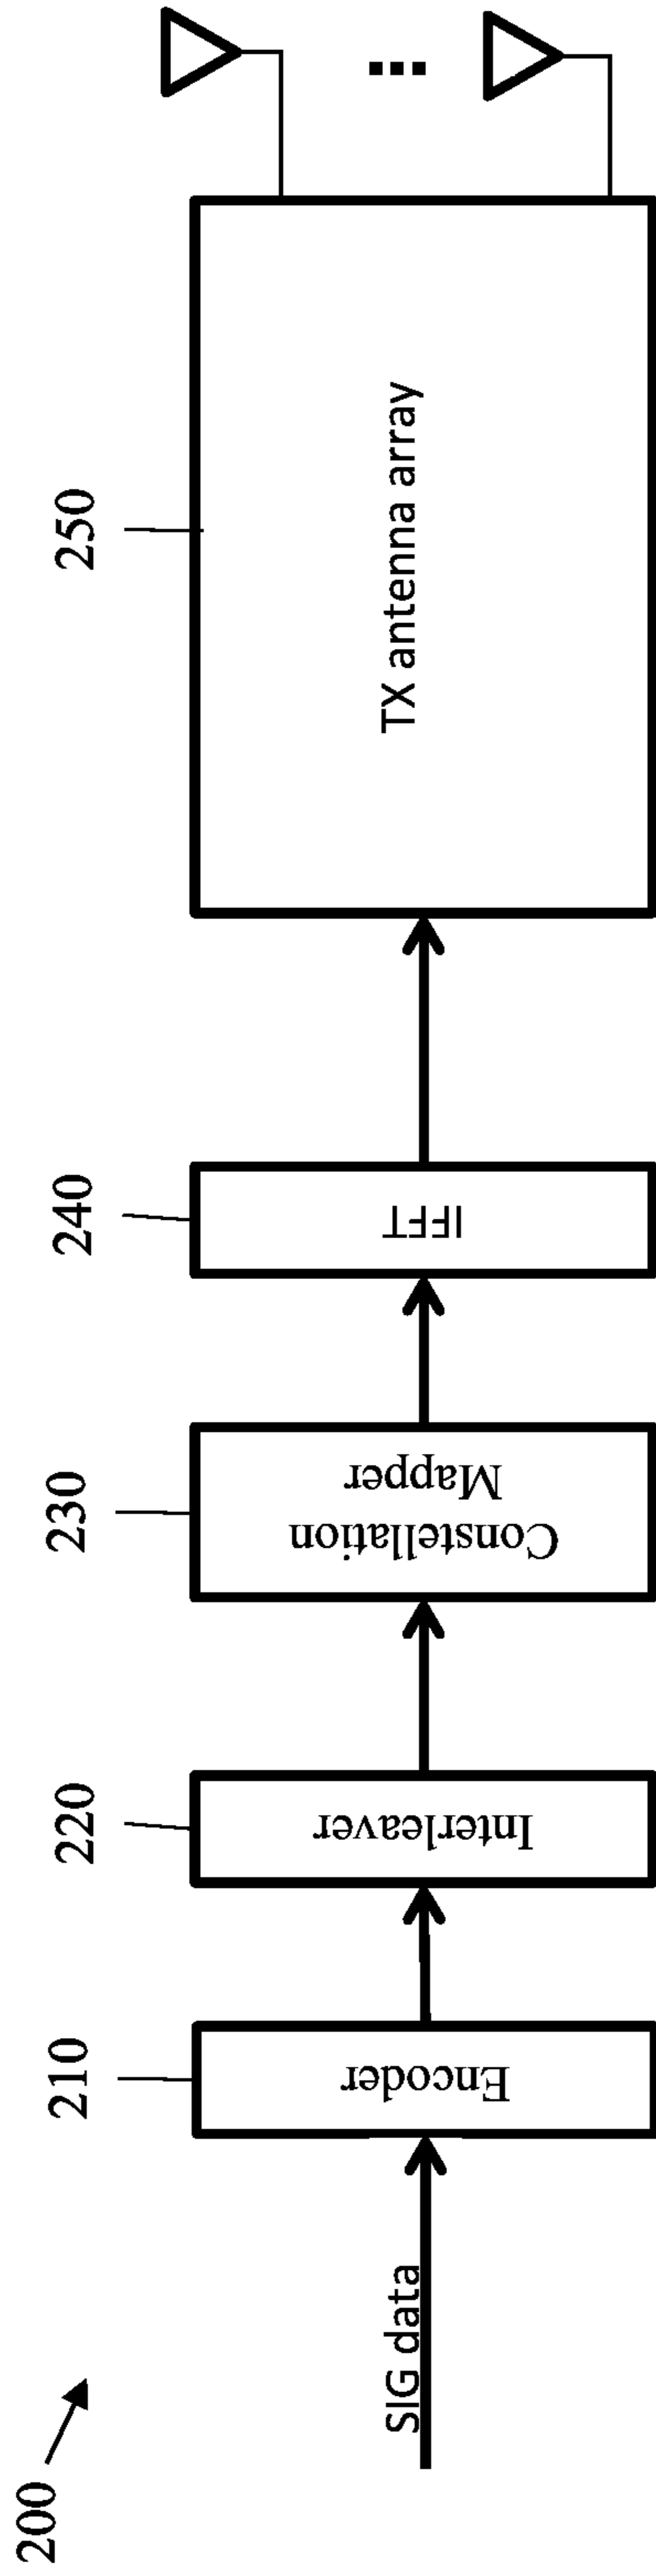 200
SIG data
210
Encoder
220
Interleaver
230
Constellation
Mapper
240
IFFT
250
TX antenna array